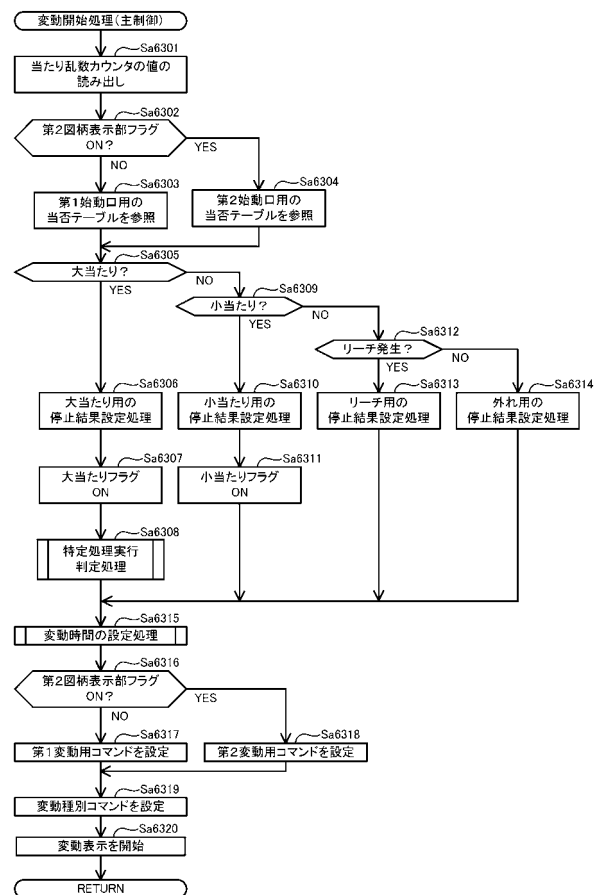 変動開始処理(主制御)
Sa6301
当たり乱数カウンタの値の
読み出し
Sa6302
第2図柄表示部フラグ
ON?
YES
NO
Sa6303
第1始動口用の
当否テーブルを参照
Sa6304
第2始動口用の
当否テーブルを参照
Sa6305
大当たり?
NO
YES
Sa6309
小当たり?
NO
YES
Sa6312
リーチ発生?
NO
YES
Sa6306
大当たり用の
停止結果設定処理
Sa6310
小当たり用の
停止結果設定処理
Sa6313
リーチ用の
停止結果設定処理
Sa6314
外れ用の
停止結果設定処理
Sa6307
大当たりフラグ
ON
Sa6311
小当たりフラグ
ON
Sa6308
特定処理実行
判定処理
Sa6315
変動時間の設定処理
Sa6316
第2図柄表示部フラグ
ON?
YES
NO
Sa6317
第1変動用コマンドを設定
Sa6318
第2変動用コマンドを設定
Sa6319
変動種別コマンドを設定
Sa6320
変動表示を開始
RETURN